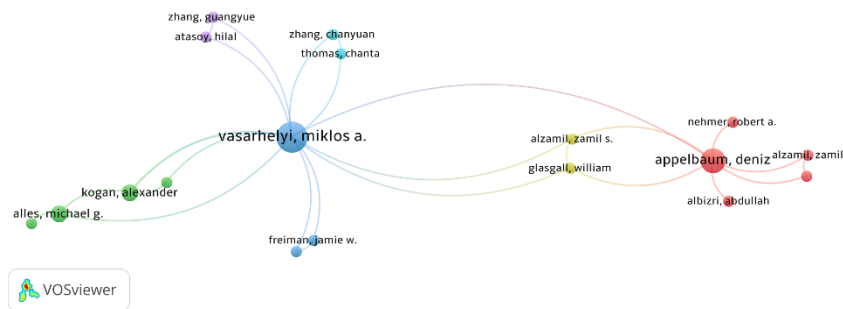 zhang, guangyue
atasoy, hilal
zhang, chanyuan
thomas, chanta
vasarhelyi, miklos a.
nehmer, robert a.
alzamil, zamil s.
alzamil, zamil
appelbaum, deniz
glasgall, william
kogan, alexander
albizri, abdullah
alles, michael g.
freiman, jamie w.
VOSviewer